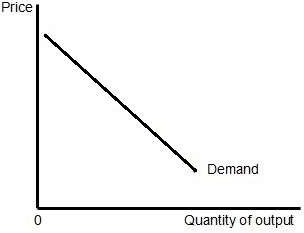 Price
Demand
0
Quantity of output